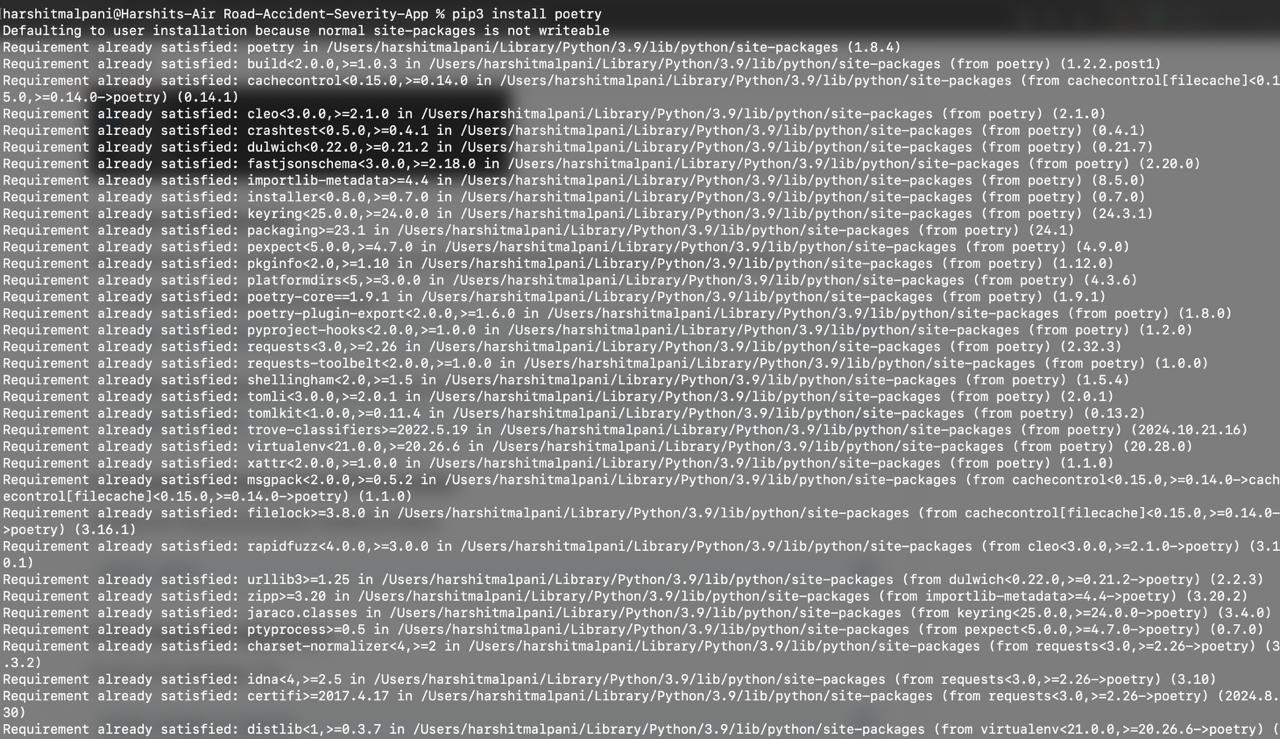 harshitmalpani@Harshits-Air Road-Accident-Severity-App % pip3 install poetry
Defaulting to user installation because normal site-packages is not writeable
Requirement already satisfied: poetry in /Users/harshitmalpani/Library/Python/3.9/lib/python/site-packages (1.8.4)
Requirement already satisfied: build<2.0.0,>=1.0.3 in /Users/harshitmalpani/Library/Python/3.9/lib/python/site-packages (from poetry) (1.2.2.post1)
Requirement already satisfied: cachecontrol<0.15.0,>=0.14.0 in /Users/harshitmalpani/Library/Python/3.9/lib/python/site-packages (from cachecontrol[filecache]<0.1
5.0,>=0.14.0->poetry) (0.14.1)
Requirement already satisfied: cleo<3.0.0,>=2.1.0 in /Users/harshitmalpani/Library/Python/3.9/lib/python/site-packages (from poetry) (2.1.0)
Requirement already satisfied: crashtest<0.5.0,>=0.4.1 in /Users/harshitmalpani/Library/Python/3.9/lib/python/site-packages (from poetry) (0.4.1)
Requirement already satisfied: dulwich<0.22.0,>=0.21.2 in /Users/harshitmalpani/Library/Python/3.9/lib/python/site-packages (from poetry) (0.21.7)
Requirement already satisfied: fastjsonschema<3.0.0,>=2.18.0 in /Users/harshitmalpani/Library/Python/3.9/lib/python/site-packages (from poetry) (2.20.0)
Requirement already satisfied: importlib-metadata>=4.4 in /Users/harshitmalpani/Library/Python/3.9/lib/python/site-packages (from poetry) (8.5.0)
Requirement already satisfied: installer<0.8.0,>=0.7.0 in /Users/harshitmalpani/Library/Python/3.9/lib/python/site-packages (from poetry) (0.7.0)
Requirement already satisfied: keyring<25.0.0,>=24.0.0 in /Users/harshitmalpani/Library/Python/3.9/lib/python/site-packages (from poetry) (24.3.1)
Requirement already satisfied: packaging>=23.1 in /Users/harshitmalpani/Library/Python/3.9/lib/python/site-packages (from poetry) (24.1)
Requirement already satisfied: pexpect<5.0.0,>=4.7.0 in /Users/harshitmalpani/Library/Python/3.9/lib/python/site-packages (from poetry) (4.9.0)
Requirement already satisfied: pkginfo<2.0,>=1.10 in /Users/harshitmalpani/Library/Python/3.9/lib/python/site-packages (from poetry) (1.12.0)
Requirement already satisfied: platformdirs<5,>=3.0.0 in /Users/harshitmalpani/Library/Python/3.9/lib/python/site-packages (from poetry) (4.3.6)
Requirement already satisfied: poetry-core==1.9.1 in /Users/harshitmalpani/Library/Python/3.9/lib/python/site-packages (from poetry) (1.9.1)
Requirement already satisfied: poetry-plugin-export<2.0.0,>=1.6.0 in /Users/harshitmalpani/Library/Python/3.9/lib/python/site-packages (from poetry) (1.8.0)
Requirement already satisfied: pyproject-hooks<2.0.0,>=1.0.0 in /Users/harshitmalpani/Library/Python/3.9/lib/python/site-packages (from poetry) (1.2.0)
Requirement already satisfied: requests<3.0,>=2.26 in /Users/harshitmalpani/Library/Python/3.9/lib/python/site-packages (from poetry) (2.32.3)
Requirement already satisfied: requests-toolbelt<2.0.0,>=1.0.0 in /Users/harshitmalpani/Library/Python/3.9/lib/python/site-packages (from poetry) (1.0.0)
Requirement already satisfied: shellingham<2.0,>=1.5 in /Users/harshitmalpani/Library/Python/3.9/lib/python/site-packages (from poetry) (1.5.4)
Requirement already satisfied: tomli<3.0.0,>=2.0.1 in /Users/harshitmalpani/Library/Python/3.9/lib/python/site-packages (from poetry) (2.0.1)
Requirement already satisfied: tomlkit<1.0.0,>=0.11.4 in /Users/harshitmalpani/Library/Python/3.9/lib/python/site-packages (from poetry) (0.13.2)
Requirement already satisfied: trove-classifiers>=2022.5.19 in /Users/harshitmalpani/Library/Python/3.9/lib/python/site-packages (from poetry) (2024.10.21.16)
Requirement already satisfied: virtualenv<21.0.0,>=20.26.6 in /Users/harshitmalpani/Library/Python/3.9/lib/python/site-packages (from poetry) (20.28.0)
Requirement already satisfied: xattr<2.0.0,>=1.0.0 in /Users/harshitmalpani/Library/Python/3.9/lib/python/site-packages (from poetry) (1.1.0)
Requirement already satisfied: msgpack<2.0.0,>=0.5.2 in /Users/harshitmalpani/Library/Python/3.9/lib/python/site-packages (from cachecontrol<0.15.0,>=0.14.0->cach
econtrol[filecache]<0.15.0,>=0.14.0->poetry) (1.1.0)
Requirement already satisfied: filelock>=3.8.0 in /Users/harshitmalpani/Library/Python/3.9/lib/python/site-packages (from cachecontrol[filecache]<0.15.0,>=0.14.0-
>poetry) (3.16.1)
Requirement already satisfied: rapidfuzz<4.0.0,>=3.0.0 in /Users/harshitmalpani/Library/Python/3.9/lib/python/site-packages (from cleo<3.0.0,>=2.1.0->poetry) (3.1
0.1)
Requirement already satisfied: urllib3>=1.25 in /Users/harshitmalpani/Library/Python/3.9/lib/python/site-packages (from dulwich<0.22.0,>=0.21.2->poetry) (2.2.3)
Requirement already satisfied: zipp>=3.20 in /Users/harshitmalpani/Library/Python/3.9/lib/python/site-packages (from importlib-metadata>=4.4->poetry) (3.20.2)
Requirement already satisfied: jaraco.classes in /Users/harshitmalpani/Library/Python/3.9/lib/python/site-packages (from keyring<25.0.0,>=24.0.0->poetry) (3.4.0)
Requirement already satisfied: ptyprocess>=0.5 in /Users/harshitmalpani/Library/Python/3.9/lib/python/site-packages (from pexpect<5.0.0,>=4.7.0->poetry) (0.7.0)
Requirement already satisfied: charset-normalizer<4,>=2 in /Users/harshitmalpani/Library/Python/3.9/lib/python/site-packages (from requests<3.0,>=2.26->poetry) (3
.3.2)
Requirement already satisfied: idna<4,>=2.5 in /Users/harshitmalpani/Library/Python/3.9/lib/python/site-packages (from requests<3.0,>=2.26->poetry) (3.10)
Requirement already satisfied: certifi>=2017.4.17 in /Users/harshitmalpani/Library/Python/3.9/lib/python/site-packages (from requests<3.0,>=2.26->poetry) (2024.8.
30)
Requirement already satisfied: distlib<1,>=0.3.7 in /Users/harshitmalpani/Library/Python/3.9/lib/python/site-packages (from virtualenv<21.0.0,>=20.26.6->poetry) (